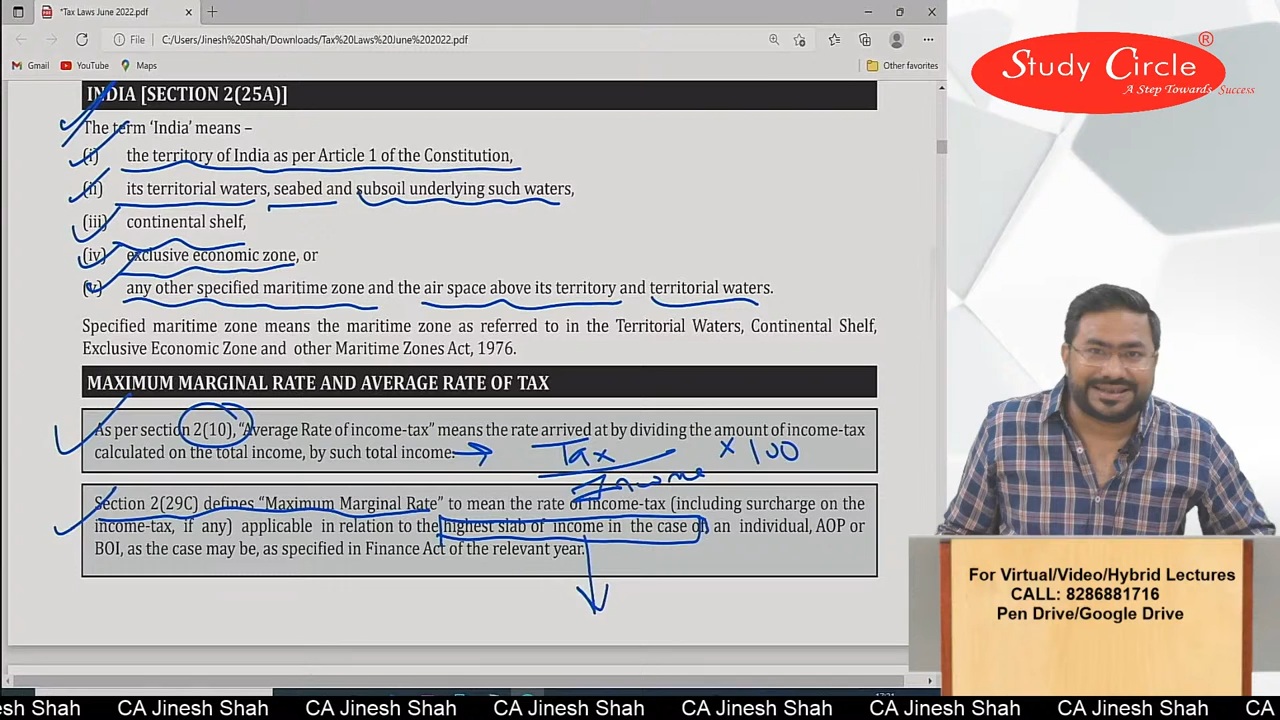 *Tax Laws June 2022.pdf
File C:/Users/Jinesh%20Shah/Downloads/Tax%20Laws%20June%202022.pdf
Gmail YouTube Maps Other favorites
Study Circle ®
A Step Towards Success
INDIA [SECTION 2(25A)]
The term ‘India’ means –
(i) the territory of India as per Article 1 of the Constitution,
(ii) its territorial waters, seabed and subsoil underlying such waters,
(iii) continental shelf,
(iv) exclusive economic zone, or
(v) any other specified maritime zone and the air space above its territory and territorial waters.
Specified maritime zone means the maritime zone as referred to in the Territorial Waters, Continental Shelf,
Exclusive Economic Zone and other Maritime Zones Act, 1976.
MAXIMUM MARGINAL RATE AND AVERAGE RATE OF TAX
As per section 2(10), “Average Rate of income-tax” means the rate arrived at by dividing the amount of income-tax
calculated on the total income, by such total income.
Tax × 100
Income
Section 2(29C) defines “Maximum Marginal Rate” to mean the rate of income-tax (including surcharge on the
income-tax, if any) applicable in relation to the highest slab of income in the case of an individual, AOP or
BOI, as the case may be, as specified in Finance Act of the relevant year.
For Virtual/Video/Hybrid Lectures
CALL: 8286881716
Pen Drive/Google Drive
esh Shah CA Jinesh Shah CA Jinesh Shah CA Jinesh Shah CA Jinesh Shah CA Jinesh Shah CA Jinesh Shah CA